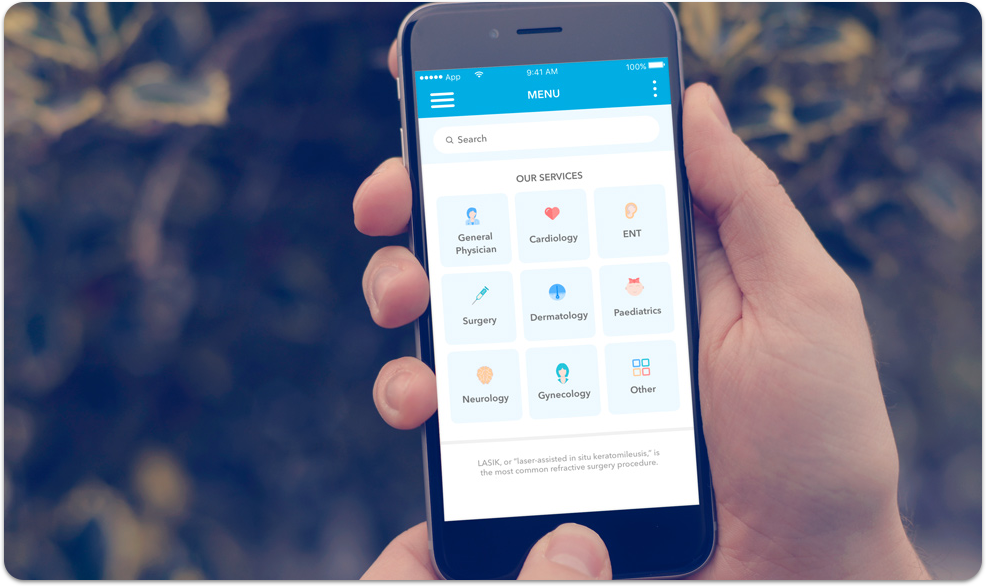 App 9:41 AM 100%
MENU
Search
OUR SERVICES
General
Physician
Cardiology
ENT
Surgery
Dermatology
Paediatrics
Neurology
Gynecology
Other
LASIK, or “laser-assisted in situ keratomileusis,” is
the most common refractive surgery procedure.